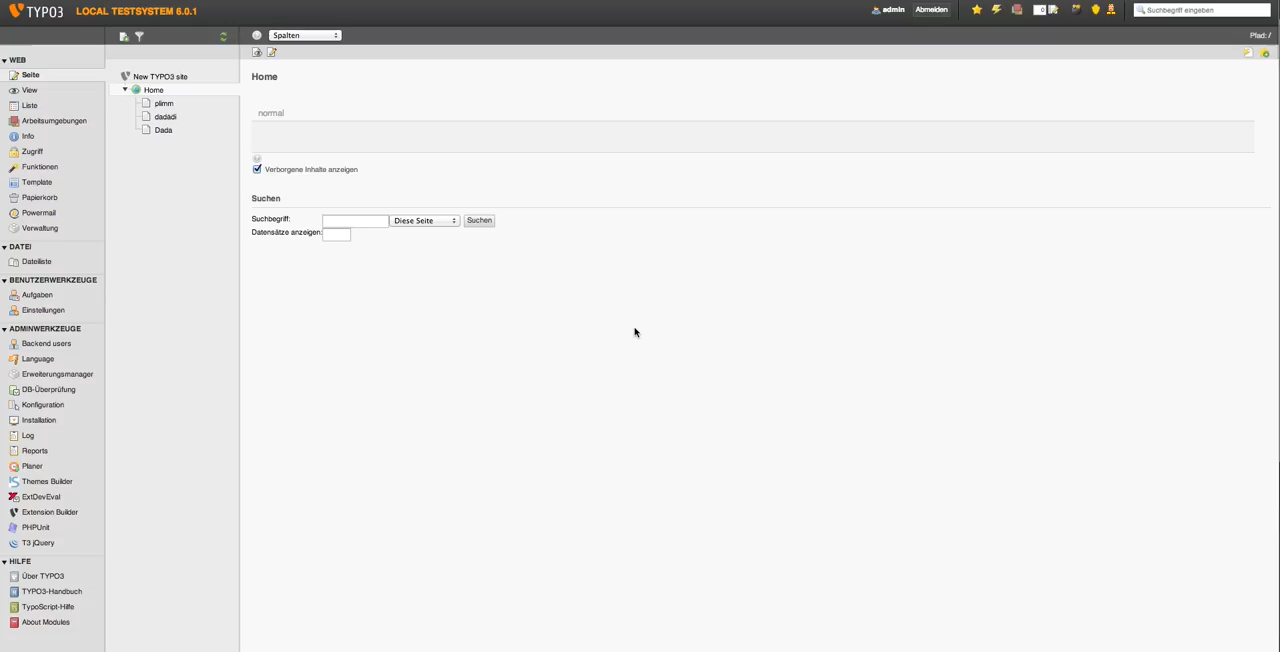 TYPO3 LOCAL TESTSYSTEM 6.0.1
admin Abmelden 0 Suchbegriff eingeben
Spalten Pfad: /
WEB
Seite
View
Liste
Arbeitsumgebungen
Info
Zugriff
Funktionen
Template
Papierkorb
Powermail
Verwaltung
DATEI
Dateiliste
BENUTZERWERKZEUGE
Aufgaben
Einstellungen
ADMINWERKZEUGE
Backend users
Language
Erweiterungsmanager
DB-Überprüfung
Konfiguration
Installation
Log
Reports
Planer
Themes Builder
ExtDevEval
Extension Builder
PHPUnit
T3 jQuery
HILFE
Über TYPO3
TYPO3-Handbuch
TypoScript-Hilfe
About Modules
New TYPO3 site
Home
plimm
dadädi
Dada
Home
normal
Verborgene Inhalte anzeigen
Suchen
Suchbegriff: Diese Seite Suchen
Datensätze anzeigen: